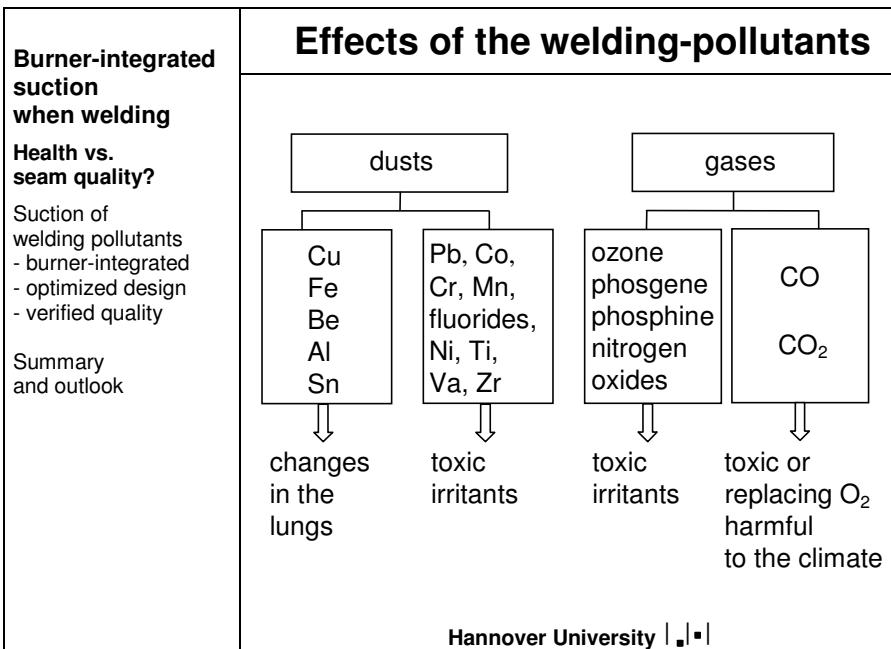 Burner-integrated
suction
when welding
Health vs.
seam quality?
Suction of
welding pollutants
- burner-integrated
- optimized design
- verified quality
Summary
and outlook
Effects of the welding-pollutants
dusts
gases
Cu
Fe
Be
Al
Sn
Pb, Co,
Cr, Mn,
fluorides,
Ni, Ti,
Va, Zr
ozone
phosgene
phosphine
nitrogen
oxides
CO
CO₂
changes
in the
lungs
toxic
irritants
toxic
irritants
toxic or
replacing O₂
harmful
to the climate
Hannover University